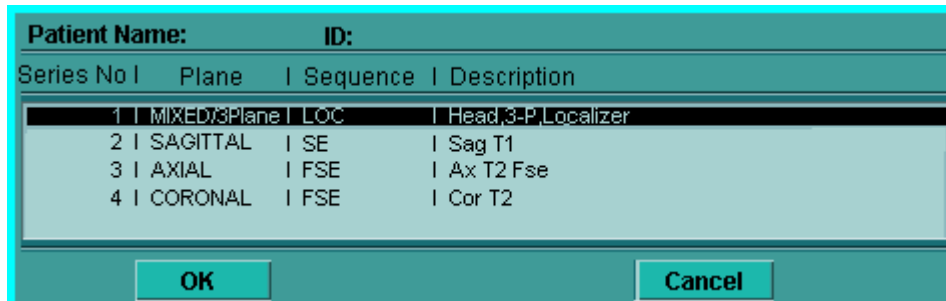 Patient Name: ID:
Series No | Plane | Sequence | Description
1 | MIXED/3Plane | LOC | Head,3-P,Localizer
2 | SAGITTAL | SE | Sag T1
3 | AXIAL | FSE | Ax T2 Fse
4 | CORONAL | FSE | Cor T2
OK Cancel